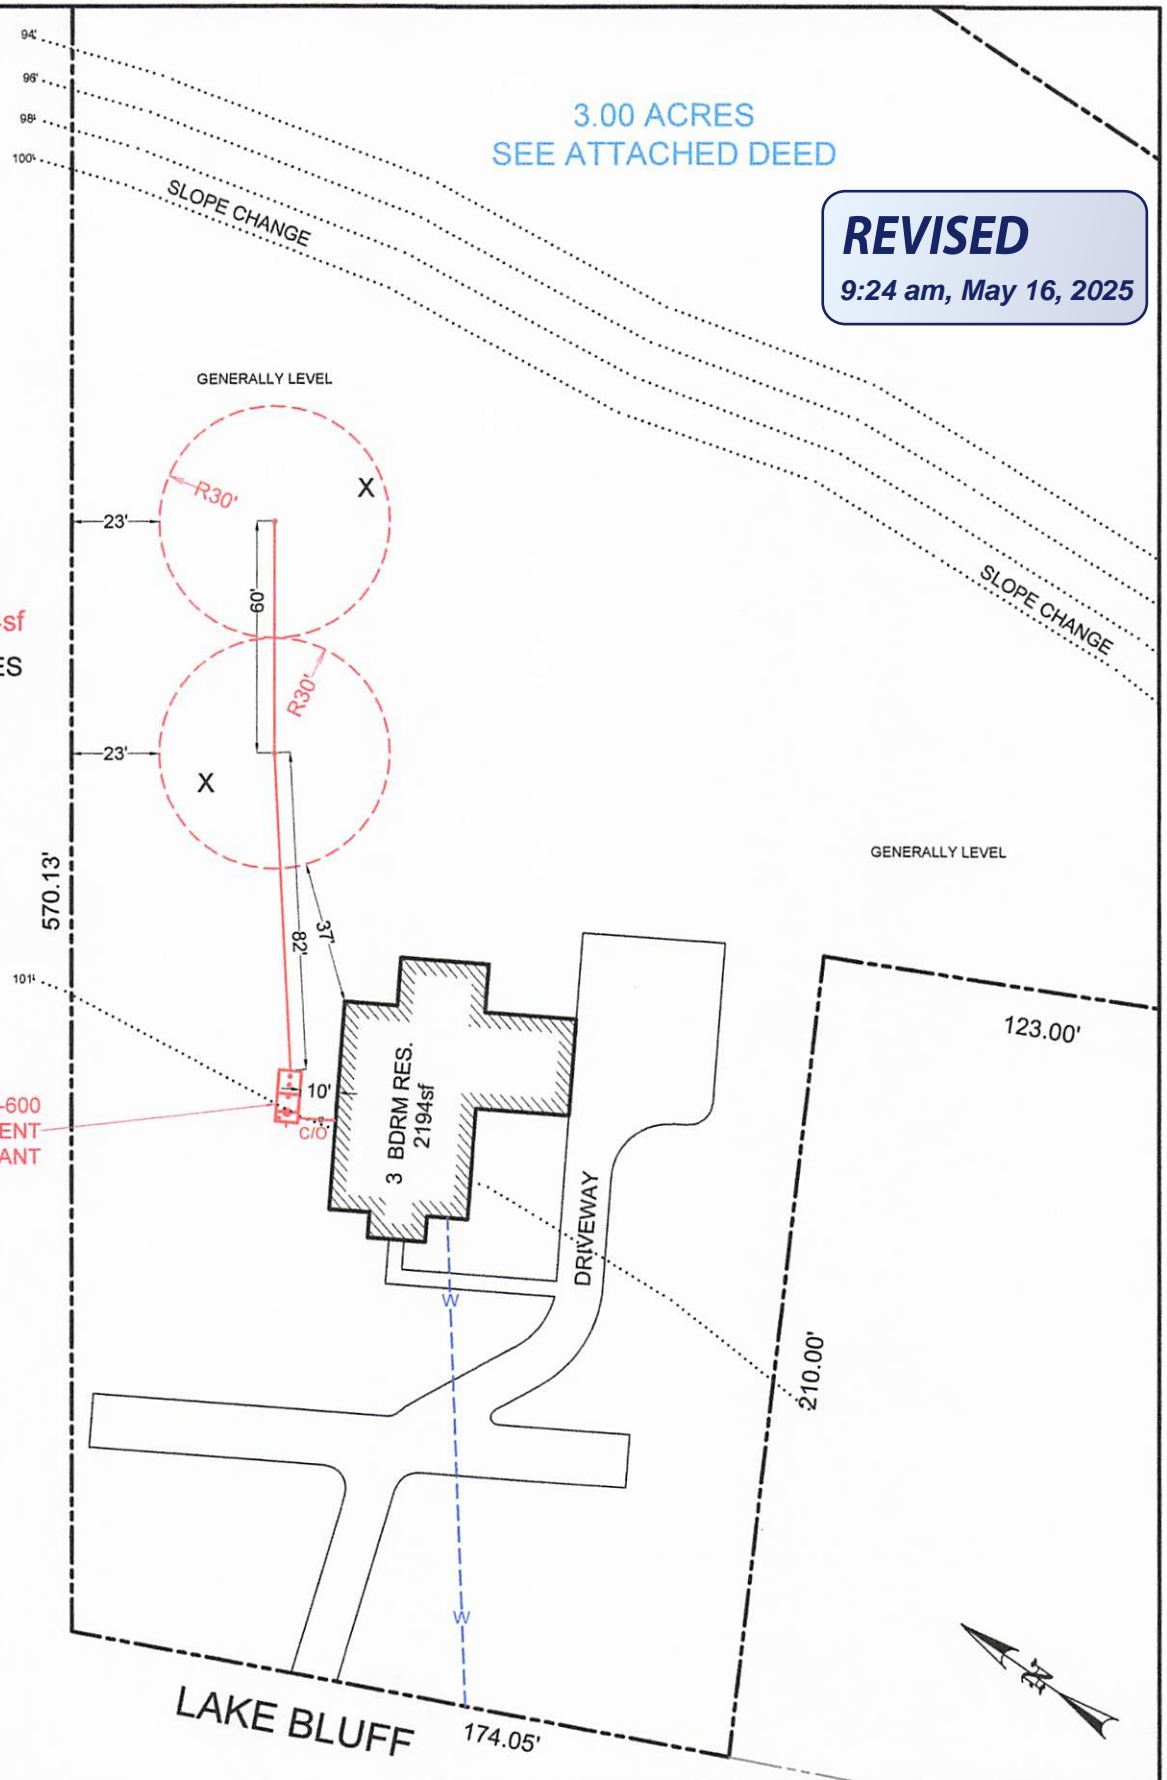 94'
96'
98'
100'
SLOPE CHANGE
3.00 ACRES
SEE ATTACHED DEED
REVISED
9:24 am, May 16, 2025
GENERALLY LEVEL
R30'
X
23'
60'
SLOPE CHANGE
sf
ES
R30'
23'
X
570.13'
GENERALLY LEVEL
37'
82'
101'
123.00'
-600
ENT
ANT
10'
C/O
3 BDRM RES.
2194sf
DRIVEWAY
W
210.00'
W
N
LAKE BLUFF
174.05'